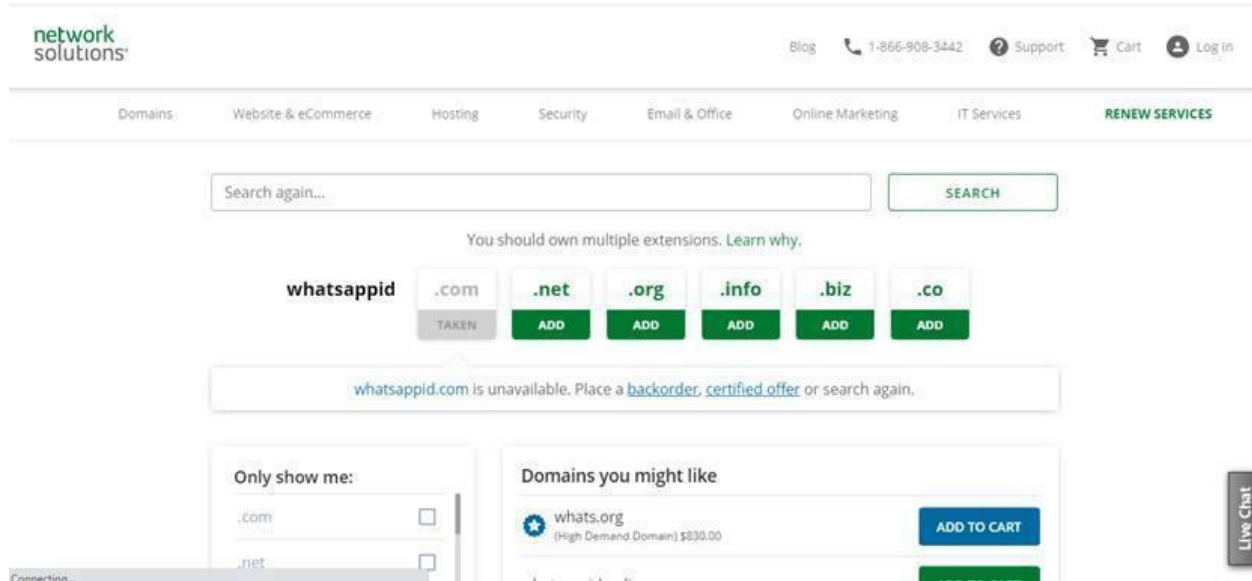 network
solutions
Blog 1-866-908-3442 Support Cart Log In
Domains Website & eCommerce Hosting Security Email & Office Online Marketing IT Services RENEW SERVICES
Search again... SEARCH
You should own multiple extensions. Learn why.
whatsappid .com .net .org .info .biz .co
TAKEN ADD ADD ADD ADD ADD
whatsappid.com is unavailable. Place a backorder, certified offer or search again.
Only show me:
.com
.net
Domains you might like
whats.org
(High Demand Domain) $830.00
ADD TO CART
Live Chat
Connecting...